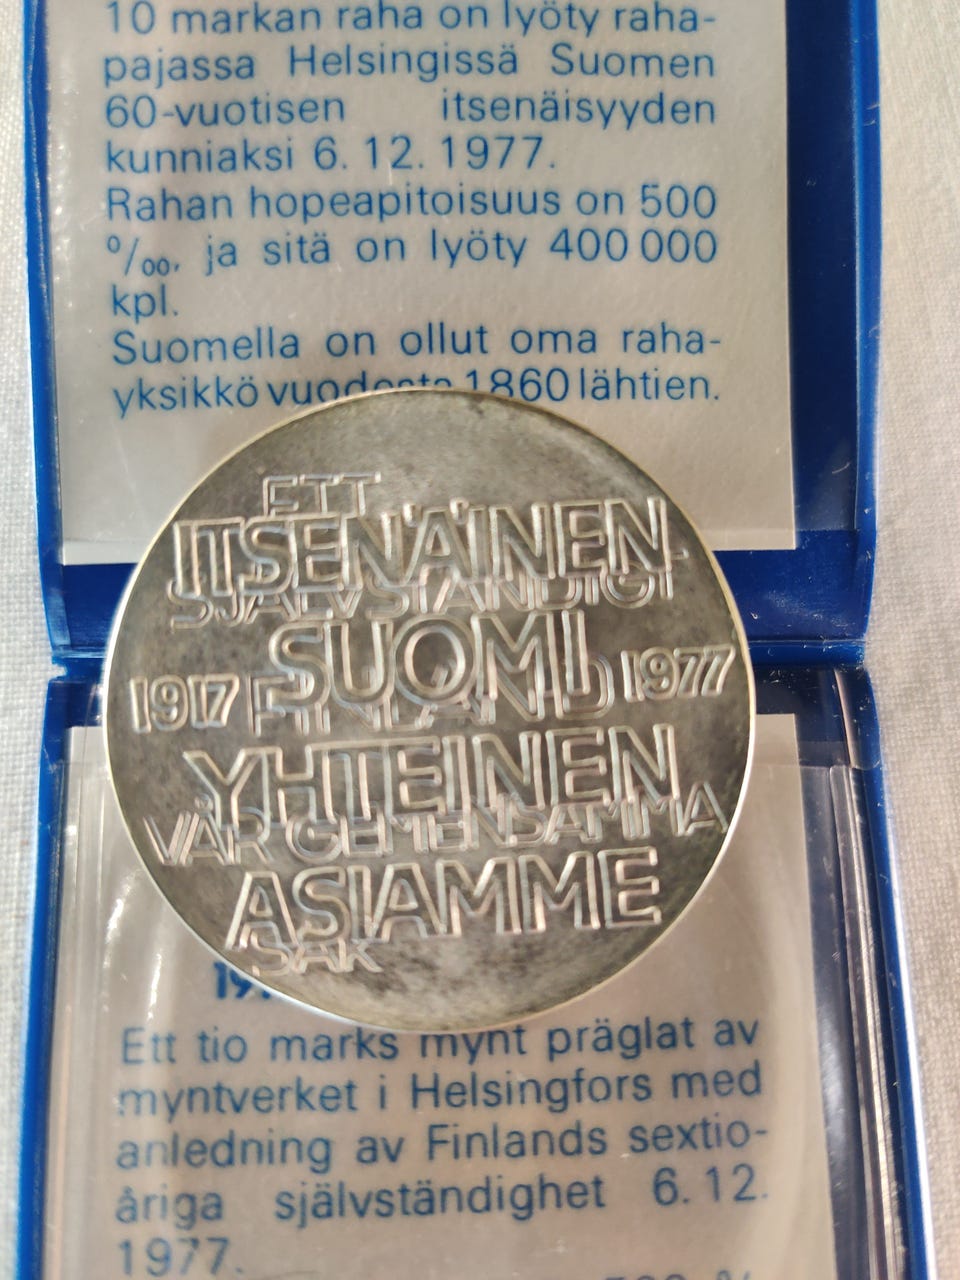 10 markan raha on lyöty raha-
pajassa Helsingissä Suomen
60-vuotisen itsenäisyyden
kunniaksi 6. 12. 1977.
Rahan hopeapitoisuus on 500
⁰/₀₀, ja sitä on lyöty 400 000
kpl.
Suomella on ollut oma raha-
yksikkö vuodesta 1860 lähtien.
ETT
ITSENÄINEN
SJÄLVSTÄNDIGT
SUOMI
1917 FINLAND 1977
YHTEINEN
VÅR GEMENSAMMA
ASIAMME
SAK
Ett tio marks mynt präglat av
myntverket i Helsingfors med
anledning av Finlands sextio-
åriga självständighet 6. 12.
1977.